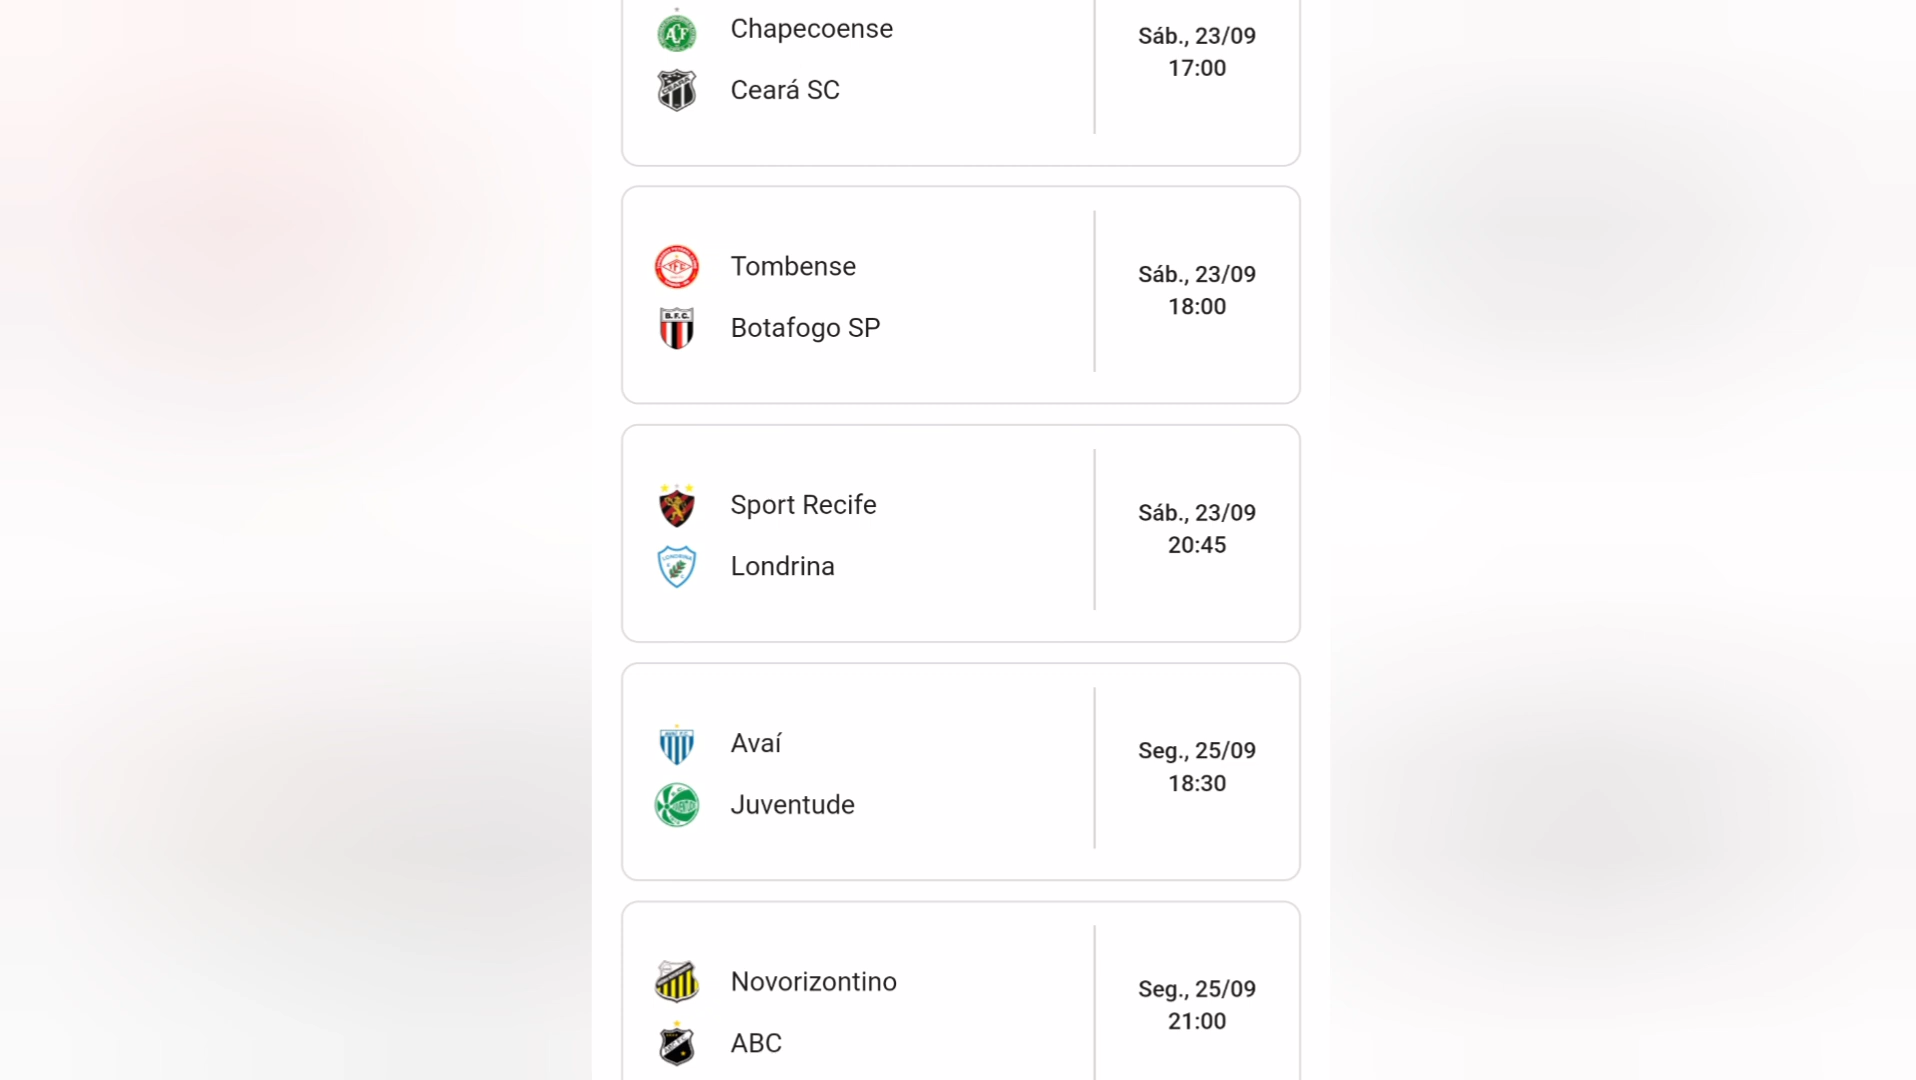 Chapecoense
Ceará SC
Sáb., 23/09
17:00
Tombense
Botafogo SP
Sáb., 23/09
18:00
Sport Recife
Londrina
Sáb., 23/09
20:45
Avaí
Juventude
Seg., 25/09
18:30
Novorizontino
ABC
Seg., 25/09
21:00